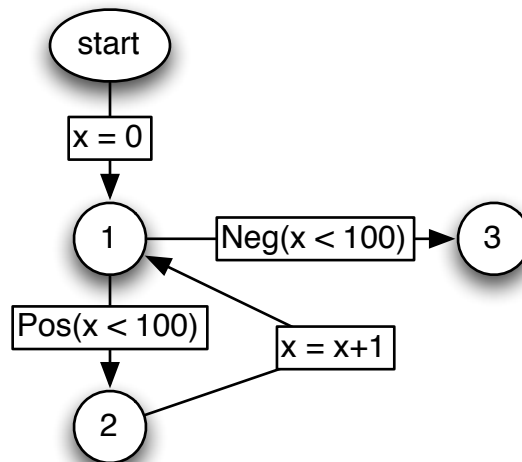 start
x = 0
1
Neg(x < 100)
3
Pos(x < 100)
x = x+1
2